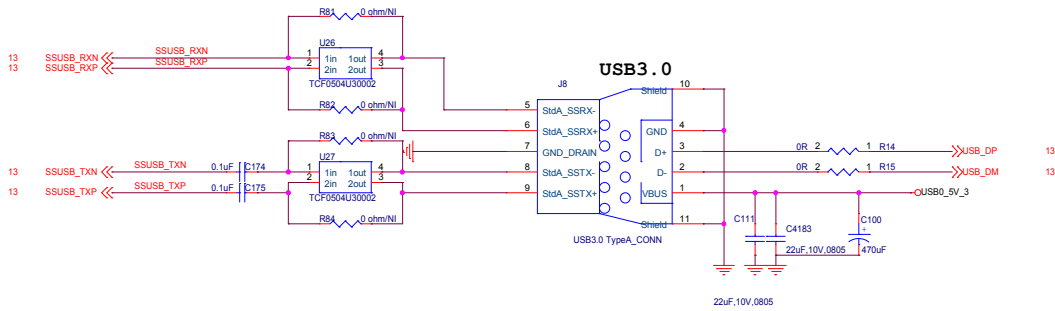 R81 0 ohm/NI
U26
13 SSUSB_RXN SSUSB_RXN 1 1in 1out 4
13 SSUSB_RXP SSUSB_RXP 2 2in 2out 3
TCF0504U30002
R82 0 ohm/NI
USB3.0
J8
Shield 10
5 StdA_SSRX-
6 StdA_SSRX+ GND 4
7 GND_DRAIN D+ 3 0R 2 1 R14 USB_DP 13
8 StdA_SSTX- D- 2 0R 2 1 R15 USB_DM 13
9 StdA_SSTX+ VBUS 1 USB0_5V_3
Shield 11
USB3.0 TypeA_CONN
R83 0 ohm/NI
U27
13 SSUSB_TXN SSUSB_TXN 0.1uF C174 1 1in 1out 4
13 SSUSB_TXP SSUSB_TXP 0.1uF C175 2 2in 2out 3
TCF0504U30002
R84 0 ohm/NI
C111
C4183
22uF,10V,0805
C100
+
470uF
22uF,10V,0805